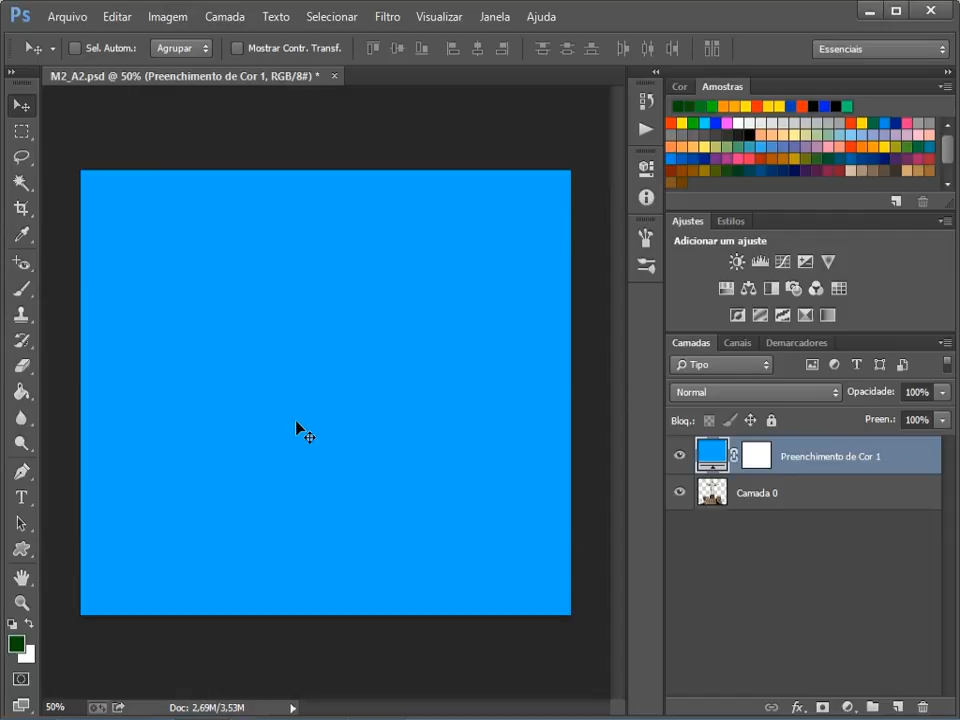 Ps Arquivo Editar Imagem Camada Texto Selecionar Filtro Visualizar Janela Ajuda
Sel. Autom.: Agrupar Mostrar Contr. Transf. Essenciais
M2_A2.psd @ 50% (Preenchimento de Cor 1, RGB/8#) * ×
Cor Amostras
Ajustes Estilos
Adicionar um ajuste
Camadas Canais Demarcadores
Tipo
Normal Opacidade: 100%
Bloq.: Preen.: 100%
Preenchimento de Cor 1
Camada 0
50% Doc: 2,69M/3,53M
fx